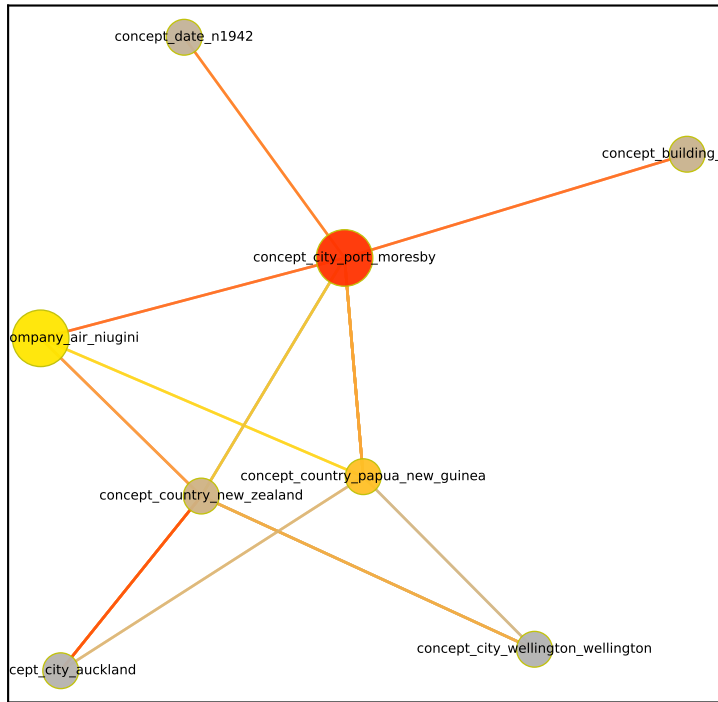 concept_date_n1942
concept_building_
concept_city_port_moresby
ompany_air_niugini
concept_country_papua_new_guinea
concept_country_new_zealand
concept_city_wellington_wellington
cept_city_auckland